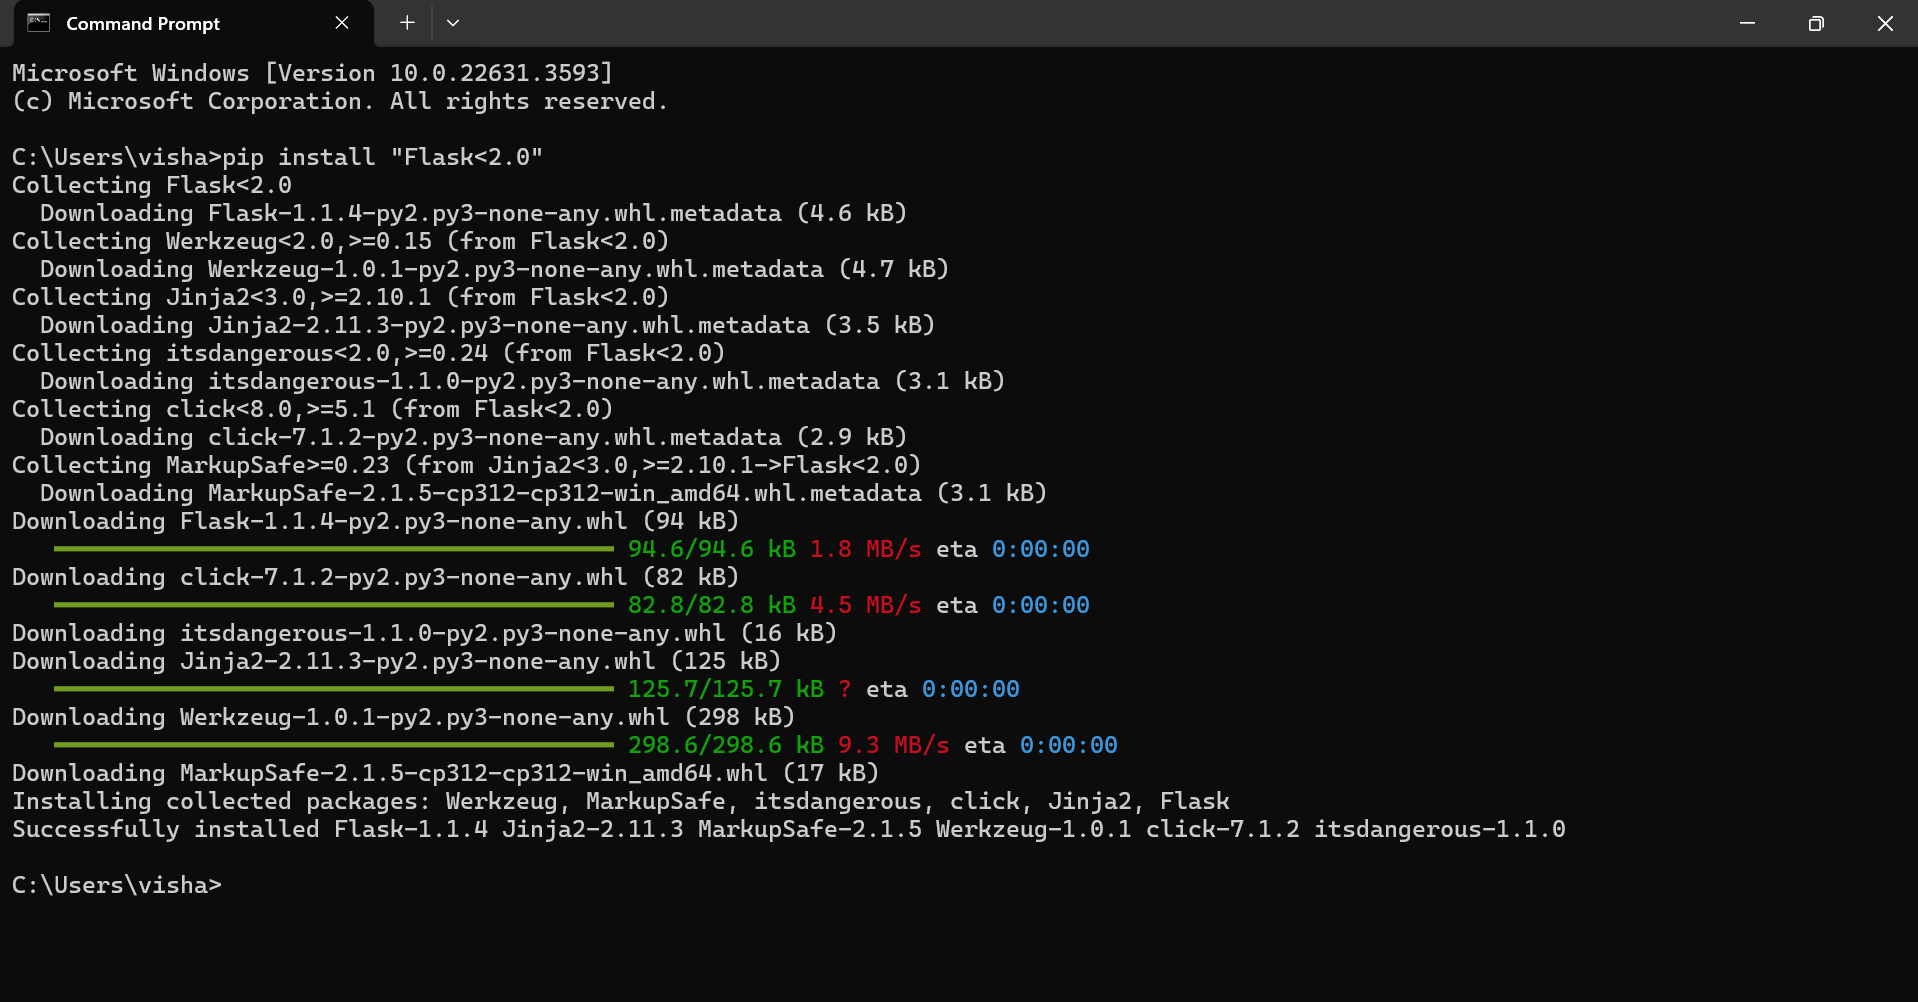 Command Prompt
Microsoft Windows [Version 10.0.22631.3593]
(c) Microsoft Corporation. All rights reserved.
C:\Users\visha>pip install "Flask<2.0"
Collecting Flask<2.0
  Downloading Flask-1.1.4-py2.py3-none-any.whl.metadata (4.6 kB)
Collecting Werkzeug<2.0,>=0.15 (from Flask<2.0)
  Downloading Werkzeug-1.0.1-py2.py3-none-any.whl.metadata (4.7 kB)
Collecting Jinja2<3.0,>=2.10.1 (from Flask<2.0)
  Downloading Jinja2-2.11.3-py2.py3-none-any.whl.metadata (3.5 kB)
Collecting itsdangerous<2.0,>=0.24 (from Flask<2.0)
  Downloading itsdangerous-1.1.0-py2.py3-none-any.whl.metadata (3.1 kB)
Collecting click<8.0,>=5.1 (from Flask<2.0)
  Downloading click-7.1.2-py2.py3-none-any.whl.metadata (2.9 kB)
Collecting MarkupSafe>=0.23 (from Jinja2<3.0,>=2.10.1->Flask<2.0)
  Downloading MarkupSafe-2.1.5-cp312-cp312-win_amd64.whl.metadata (3.1 kB)
Downloading Flask-1.1.4-py2.py3-none-any.whl (94 kB)
94.6/94.6 kB 1.8 MB/s eta 0:00:00
Downloading click-7.1.2-py2.py3-none-any.whl (82 kB)
82.8/82.8 kB 4.5 MB/s eta 0:00:00
Downloading itsdangerous-1.1.0-py2.py3-none-any.whl (16 kB)
Downloading Jinja2-2.11.3-py2.py3-none-any.whl (125 kB)
125.7/125.7 kB ? eta 0:00:00
Downloading Werkzeug-1.0.1-py2.py3-none-any.whl (298 kB)
298.6/298.6 kB 9.3 MB/s eta 0:00:00
Downloading MarkupSafe-2.1.5-cp312-cp312-win_amd64.whl (17 kB)
Installing collected packages: Werkzeug, MarkupSafe, itsdangerous, click, Jinja2, Flask
Successfully installed Flask-1.1.4 Jinja2-2.11.3 MarkupSafe-2.1.5 Werkzeug-1.0.1 click-7.1.2 itsdangerous-1.1.0
C:\Users\visha>